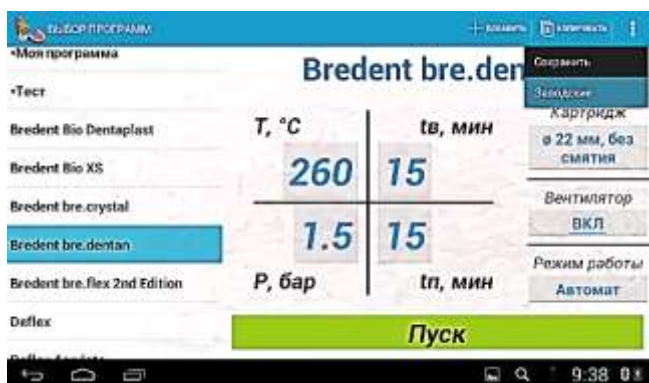 ВЫБОР ПРОГРАММ
ДОБАВИТЬ
КОПИРОВАТЬ
•Моя программа
•Тест
Bredent Bio Dentaplast
Bredent Bio XS
Bredent bre.crystal
Bredent bre.dentan
Bredent bre.flex 2nd Edition
Deflex
Bredent bre.den
Сохранить
Заводские
T, °C
tв, мин
260
15
1.5
15
P, бар
tп, мин
Картридж
ø 22 мм, без
смятия
Вентилятор
ВКЛ
Режим работы
Автомат
Пуск
9:38